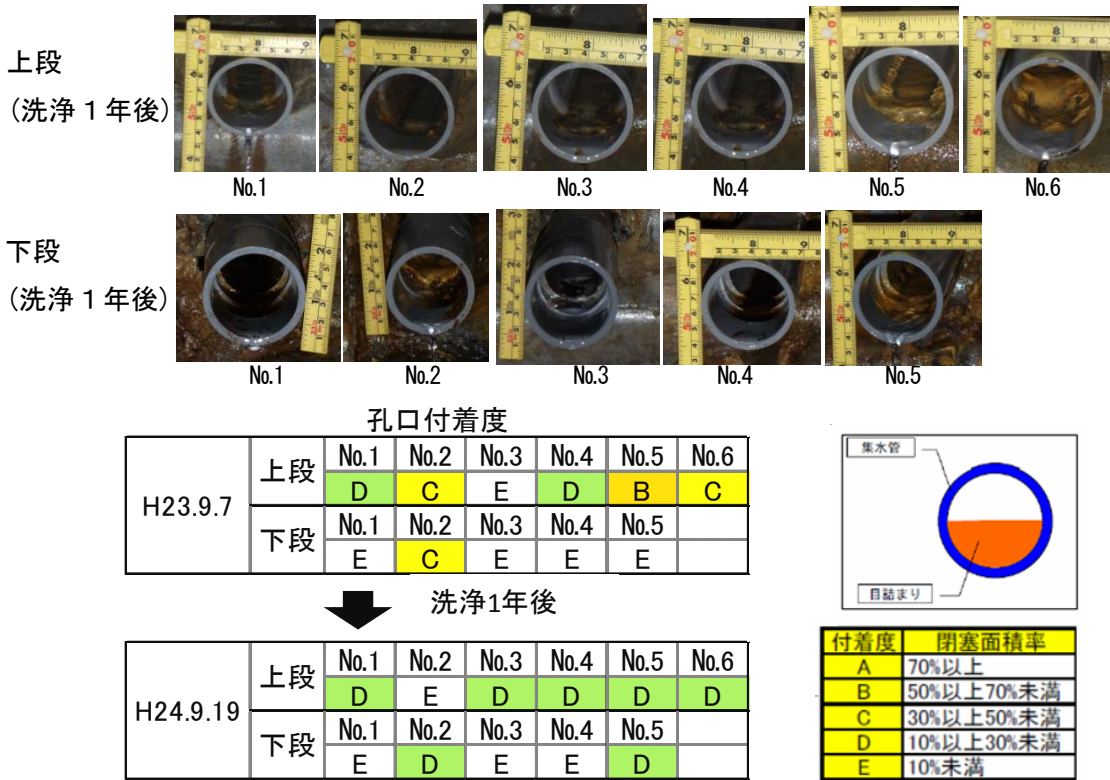 上段
(洗浄１年後)
No.1 No.2 No.3 No.4 No.5 No.6
下段
(洗浄１年後)
No.1 No.2 No.3 No.4 No.5
孔口付着度
H23.9.7 上段 No.1 No.2 No.3 No.4 No.5 No.6
D C E D B C
下段 No.1 No.2 No.3 No.4 No.5
E C E E E
洗浄1年後
H24.9.19 上段 No.1 No.2 No.3 No.4 No.5 No.6
D E D D D D
下段 No.1 No.2 No.3 No.4 No.5
E D E E D
集水管
目詰まり
付着度 閉塞面積率
A 70%以上
B 50%以上70%未満
C 30%以上50%未満
D 10%以上30%未満
E 10%未満